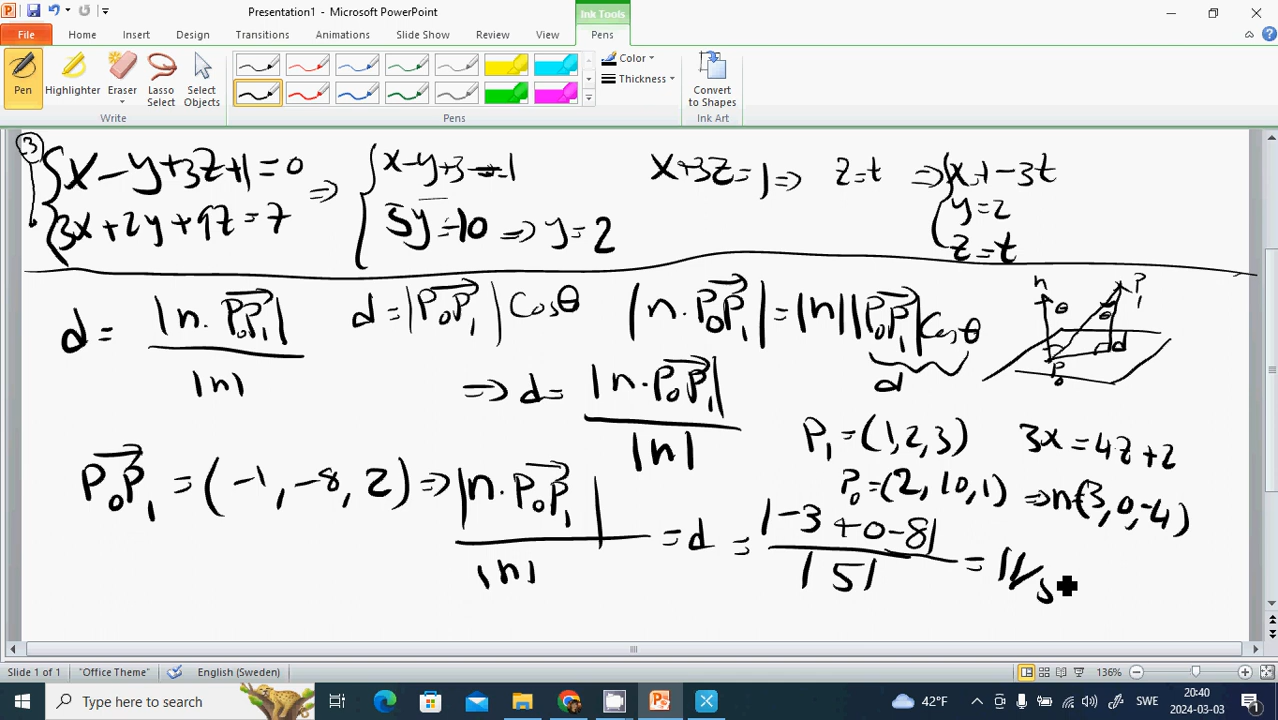 Presentation1 - Microsoft PowerPoint
Ink Tools
File Home Insert Design Transitions Animations Slide Show Review View Pens
Pen
Highlighter
Eraser
Lasso Select
Select Objects
Color
Thickness
Convert to Shapes
Write
Pens
Ink Art
③ x-y+3z+1=0 ⇒ x-y+3 =-1 x+3z=1 ⇒ z=t ⇒ x=1-3t
3x+2y+9z=7 5y=10 ⇒ y=2 y=2
z=t
d = |n.P₀P₁| / |n| d=|P₀P₁| Cosθ |n.P₀P₁|=|n||P₀P₁|Cosθ
d
n θ P₁ θ d P₀
⇒ d= |n.P₀P₁| / |n|
P₁=(1,2,3) 3x=4z+2
P₀=(2,10,1) ⇒n=(3,0,-4)
P₀P₁ = (-1,-8,2) ⇒ |n.P₀P₁| / |n| = d = |-3+0-8| / |5| = 11/5
Slide 1 of 1
"Office Theme"
English (Sweden)
136%
Type here to search
42°F
SWE
20:40
2024-03-03